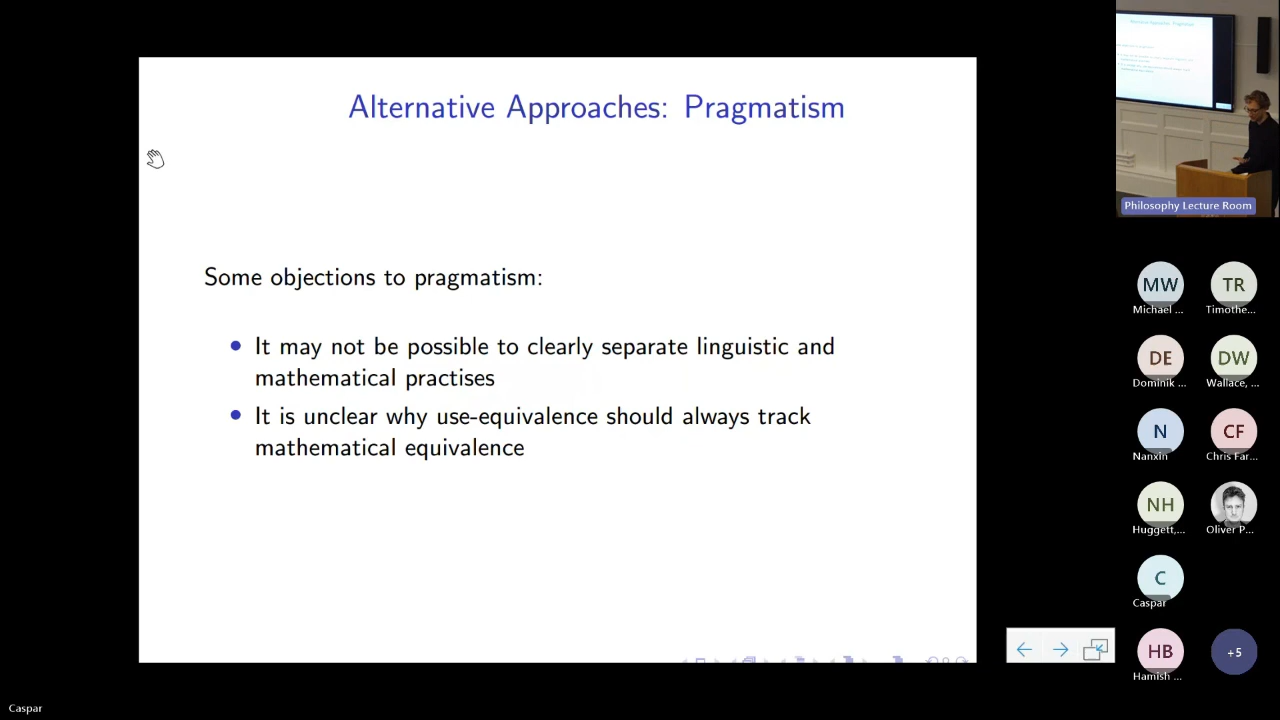 Alternative Approaches: Pragmatism
Some objections to pragmatism:
It may not be possible to clearly separate linguistic and
mathematical practises
It is unclear why use-equivalence should always track
mathematical equivalence
Philosophy Lecture Room
MW
TR
Michael ...
Timothe...
DE
DW
Dominik ...
Wallace, ...
N
CF
Nanxin
Chris Far...
NH
Huggett,...
Oliver P...
C
Caspar
HB
+5
Hamish ...
Caspar